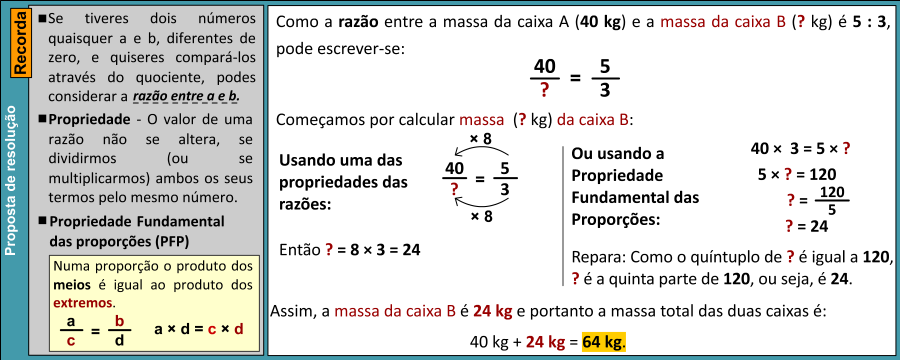 Proposta de resolução
Recorda
■Se tiveres dois números
quaisquer a e b, diferentes de
zero, e quiseres compará-los
através do quociente, podes
considerar a razão entre a e b.
■Propriedade - O valor de uma
razão não se altera, se
dividirmos (ou se
multiplicarmos) ambos os seus
termos pelo mesmo número.
■Propriedade Fundamental
das proporções (PFP)
Numa proporção o produto dos
meios é igual ao produto dos
extremos.
a/c = b/d a × d = c × d
Como a razão entre a massa da caixa A (40 kg) e a massa da caixa B (? kg) é 5 : 3,
pode escrever-se:
40/? = 5/3
Começamos por calcular massa (? kg) da caixa B:
Usando uma das
propriedades das
razões:
× 8
40/? = 5/3
× 8
Então ? = 8 × 3 = 24
Ou usando a
Propriedade
Fundamental das
Proporções:
40 × 3 = 5 × ?
5 × ? = 120
? = 120/5
? = 24
Repara: Como o quíntuplo de ? é igual a 120,
? é a quinta parte de 120, ou seja, é 24.
Assim, a massa da caixa B é 24 kg e portanto a massa total das duas caixas é:
40 kg + 24 kg = 64 kg.